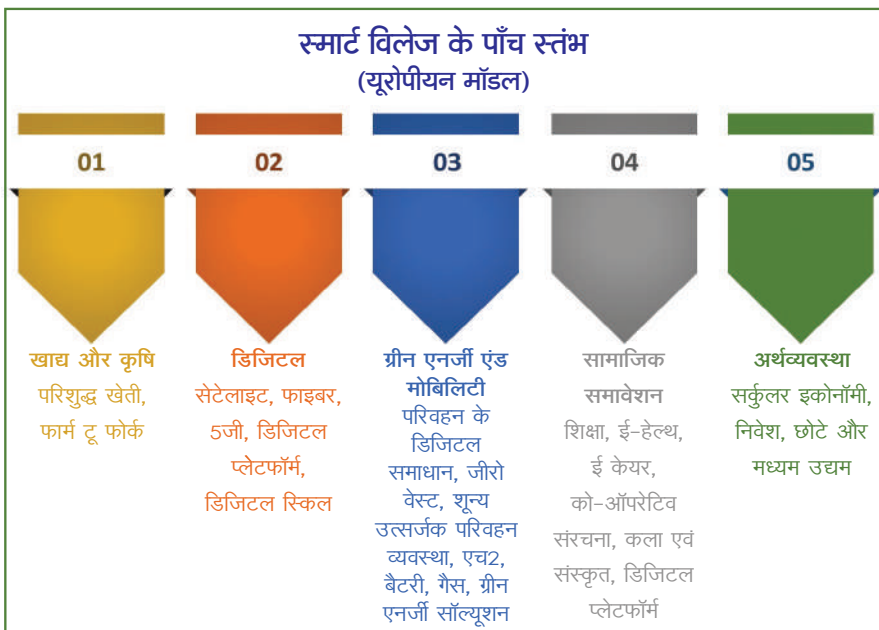 स्मार्ट विलेज के पाँच स्तंभ
(यूरोपीयन मॉडल)
01
02
03
04
05
खाद्य और कृषि
परिशुद्ध खेती,
फार्म टू फोर्क
डिजिटल
सेटेलाइट, फाइबर,
5जी, डिजिटल
प्लेटफॉर्म,
डिजिटल स्किल
ग्रीन एनर्जी एंड
मोबिलिटी
परिवहन के
डिजिटल
समाधान, जीरो
वेस्ट, शून्य
उत्सर्जक परिवहन
व्यवस्था, एच2,
बैटरी, गैस, ग्रीन
एनर्जी सॉल्यूशन
सामाजिक
समावेशन
शिक्षा, ई-हेल्थ,
ई केयर,
को-ऑपरेटिव
संरचना, कला एवं
संस्कृत, डिजिटल
प्लेटफॉर्म
अर्थव्यवस्था
सर्कुलर इकोनॉमी,
निवेश, छोटे और
मध्यम उद्यम